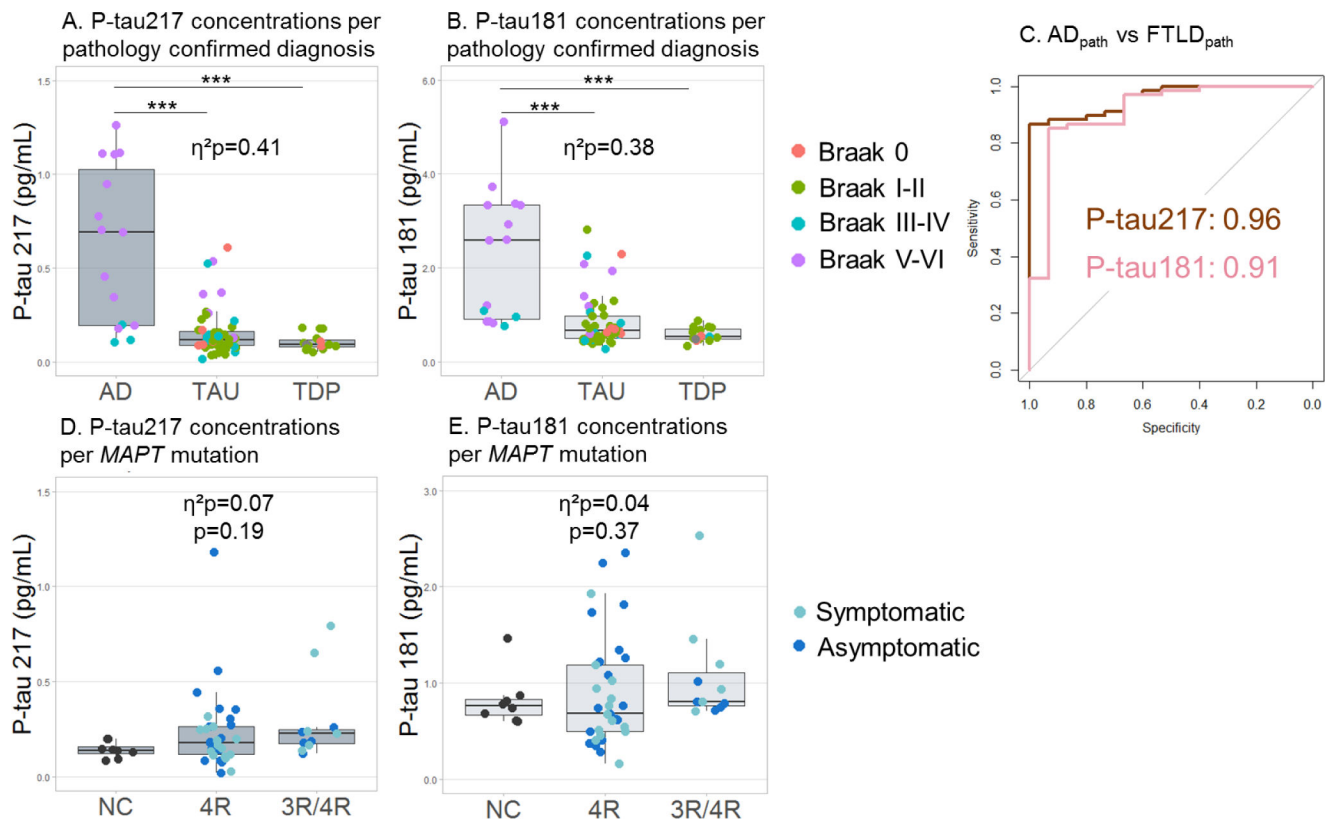 A. P-tau217 concentrations per
pathology confirmed diagnosis
P-tau 217 (pg/mL)
1.5
1.0
0.5
0.0
***
***
η²p=0.41
AD TAU TDP
B. P-tau181 concentrations per
pathology confirmed diagnosis
P-tau 181 (pg/mL)
6.0
4.0
2.0
0.0
***
***
η²p=0.38
AD TAU TDP
Braak 0
Braak I-II
Braak III-IV
Braak V-VI
C. ADpath vs FTLDpath
Sensitivity
1.0
0.8
0.6
0.4
0.2
0.0
P-tau217: 0.96
P-tau181: 0.91
1.0 0.8 0.6 0.4 0.2 0.0
Specificity
D. P-tau217 concentrations
per MAPT mutation
P-tau 217 (pg/mL)
1.5
1.0
0.5
0.0
η²p=0.07
p=0.19
NC 4R 3R/4R
E. P-tau181 concentrations
per MAPT mutation
P-tau 181 (pg/mL)
3.0
2.0
1.0
0.0
η²p=0.04
p=0.37
NC 4R 3R/4R
Symptomatic
Asymptomatic